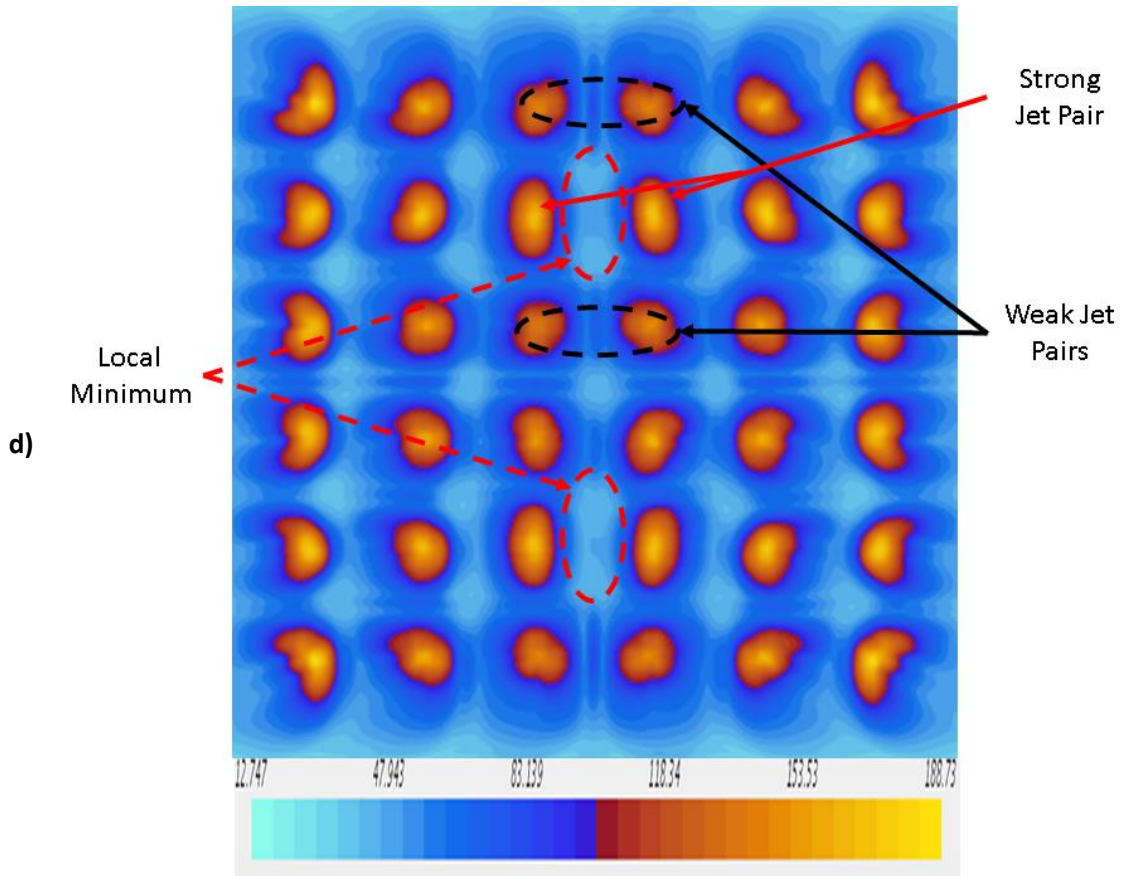 Strong
Jet Pair
Weak Jet
Pairs
Local
Minimum
d)
12.747 47.943 83.139 118.34 153.53 188.73